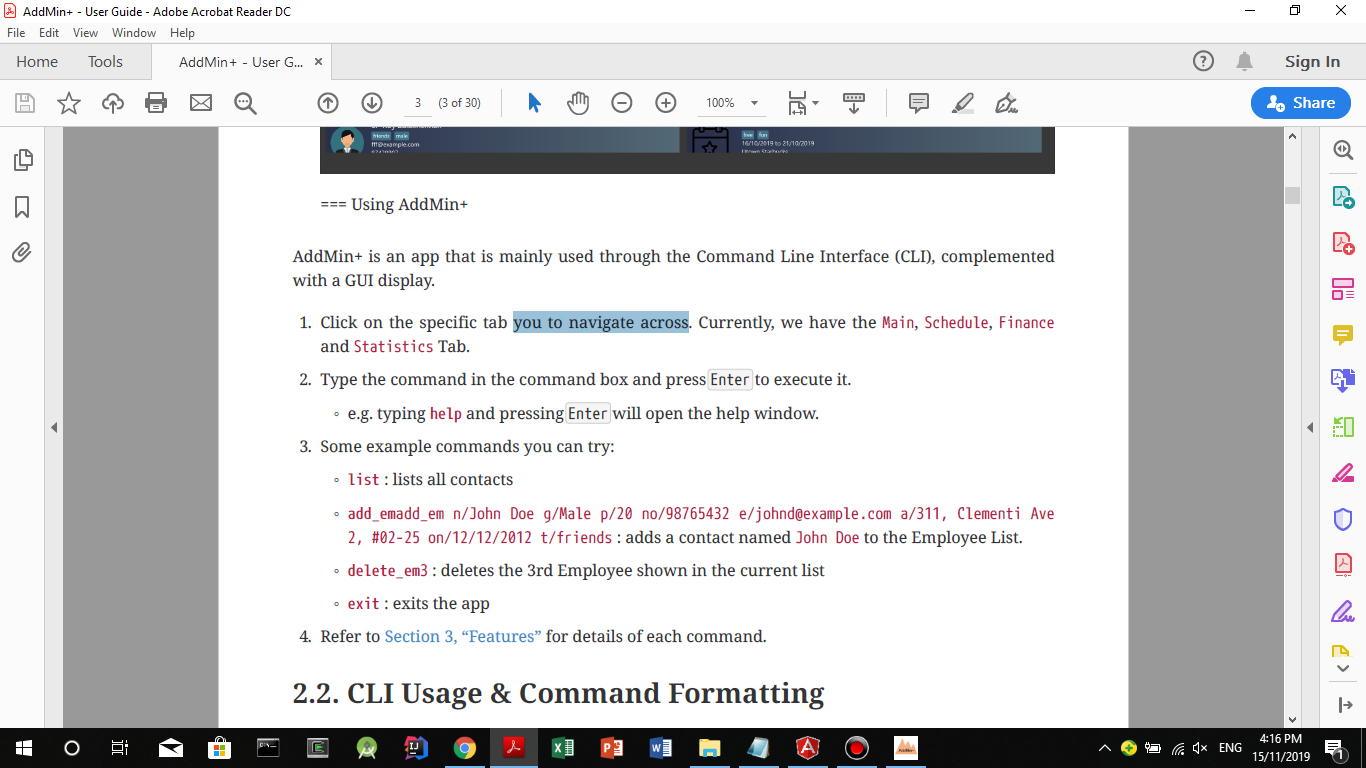 AddMin+ - User Guide - Adobe Acrobat Reader DC
File Edit View Window Help
Home Tools AddMin+ - User G... × Sign In
3 (3 of 30) 100% Share
friends male
fff@example.com
free fun
16/10/2019 to 21/10/2019
=== Using AddMin+
AddMin+ is an app that is mainly used through the Command Line Interface (CLI), complemented
with a GUI display.
1. Click on the specific tab you to navigate across. Currently, we have the Main, Schedule, Finance
and Statistics Tab.
2. Type the command in the command box and press Enter to execute it.
◦ e.g. typing help and pressing Enter will open the help window.
3. Some example commands you can try:
◦ list : lists all contacts
◦ add_emadd_em n/John Doe g/Male p/20 no/98765432 e/johnd@example.com a/311, Clementi Ave
2, #02-25 on/12/12/2012 t/friends : adds a contact named John Doe to the Employee List.
◦ delete_em3 : deletes the 3rd Employee shown in the current list
◦ exit : exits the app
4. Refer to Section 3, “Features” for details of each command.
2.2. CLI Usage & Command Formatting
ENG
4:16 PM
15/11/2019
1